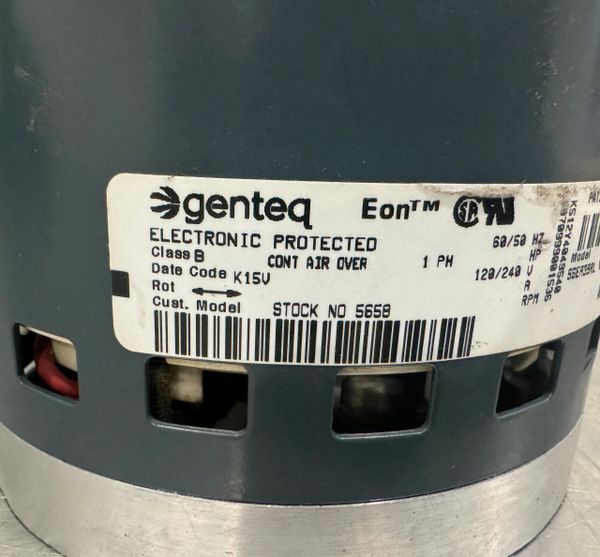 genteq Eon™
ELECTRONIC PROTECTED 60/50 HZ
Class B CONT AIR OVER 1 PH HP
Date Code K15V 120/240 V
Rot A
Cust. Model STOCK NO 5658 RPM
Model